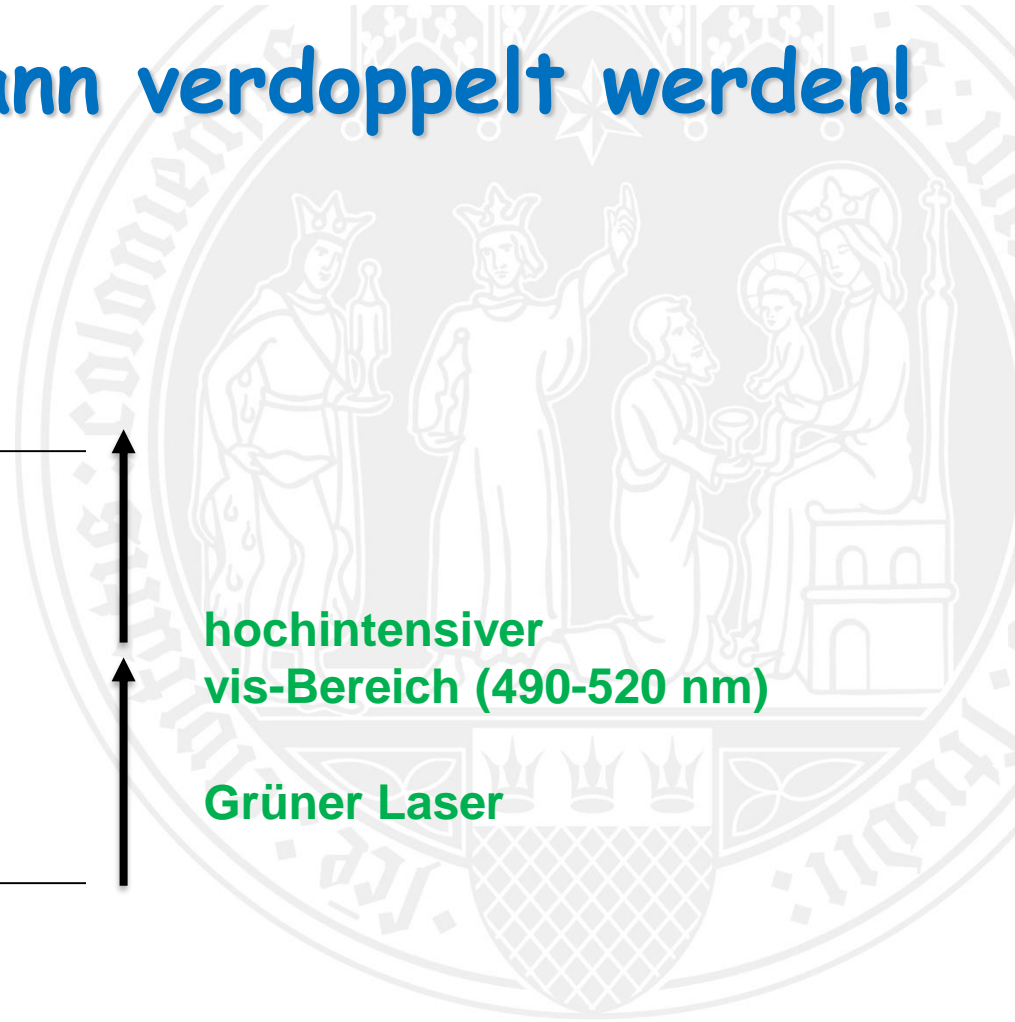 ann verdoppelt werden!
hochintensiver
vis-Bereich (490-520 nm)
Grüner Laser